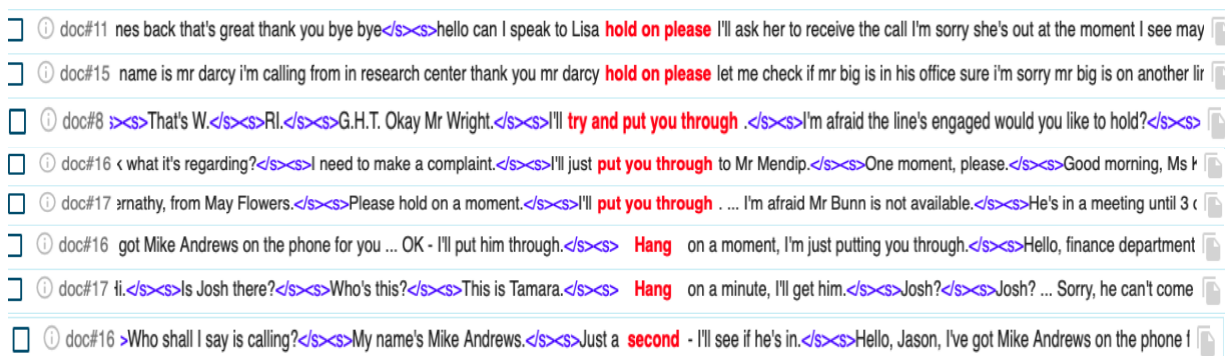 doc#11 nes back that's great thank you bye bye</s><s>hello can I speak to Lisa hold on please I'll ask her to receive the call I'm sorry she's out at the moment I see may
doc#15 name is mr darcy i'm calling from in research center thank you mr darcy hold on please let me check if mr big is in his office sure i'm sorry mr big is on another lir
doc#8 ;><s>That's W.</s><s>RI.</s><s>G.H.T. Okay Mr Wright.</s><s>I'll try and put you through .</s><s>I'm afraid the line's engaged would you like to hold?</s><s>
doc#16 k what it's regarding?</s><s>I need to make a complaint.</s><s>I'll just put you through to Mr Mendip.</s><s>One moment, please.</s><s>Good morning, Ms
doc#17 ernathy, from May Flowers.</s><s>Please hold on a moment.</s><s>I'll put you through . ... I'm afraid Mr Bunn is not available.</s><s>He's in a meeting until 3
doc#16 got Mike Andrews on the phone for you ... OK - I'll put him through.</s><s> Hang on a moment, I'm just putting you through.</s><s>Hello, finance department
doc#17 Hi.</s><s>Is Josh there?</s><s>Who's this?</s><s>This is Tamara.</s><s> Hang on a minute, I'll get him.</s><s>Josh?</s><s>Josh? ... Sorry, he can't come
doc#16 >Who shall I say is calling?</s><s>My name's Mike Andrews.</s><s>Just a second - I'll see if he's in.</s><s>Hello, Jason, I've got Mike Andrews on the phone f